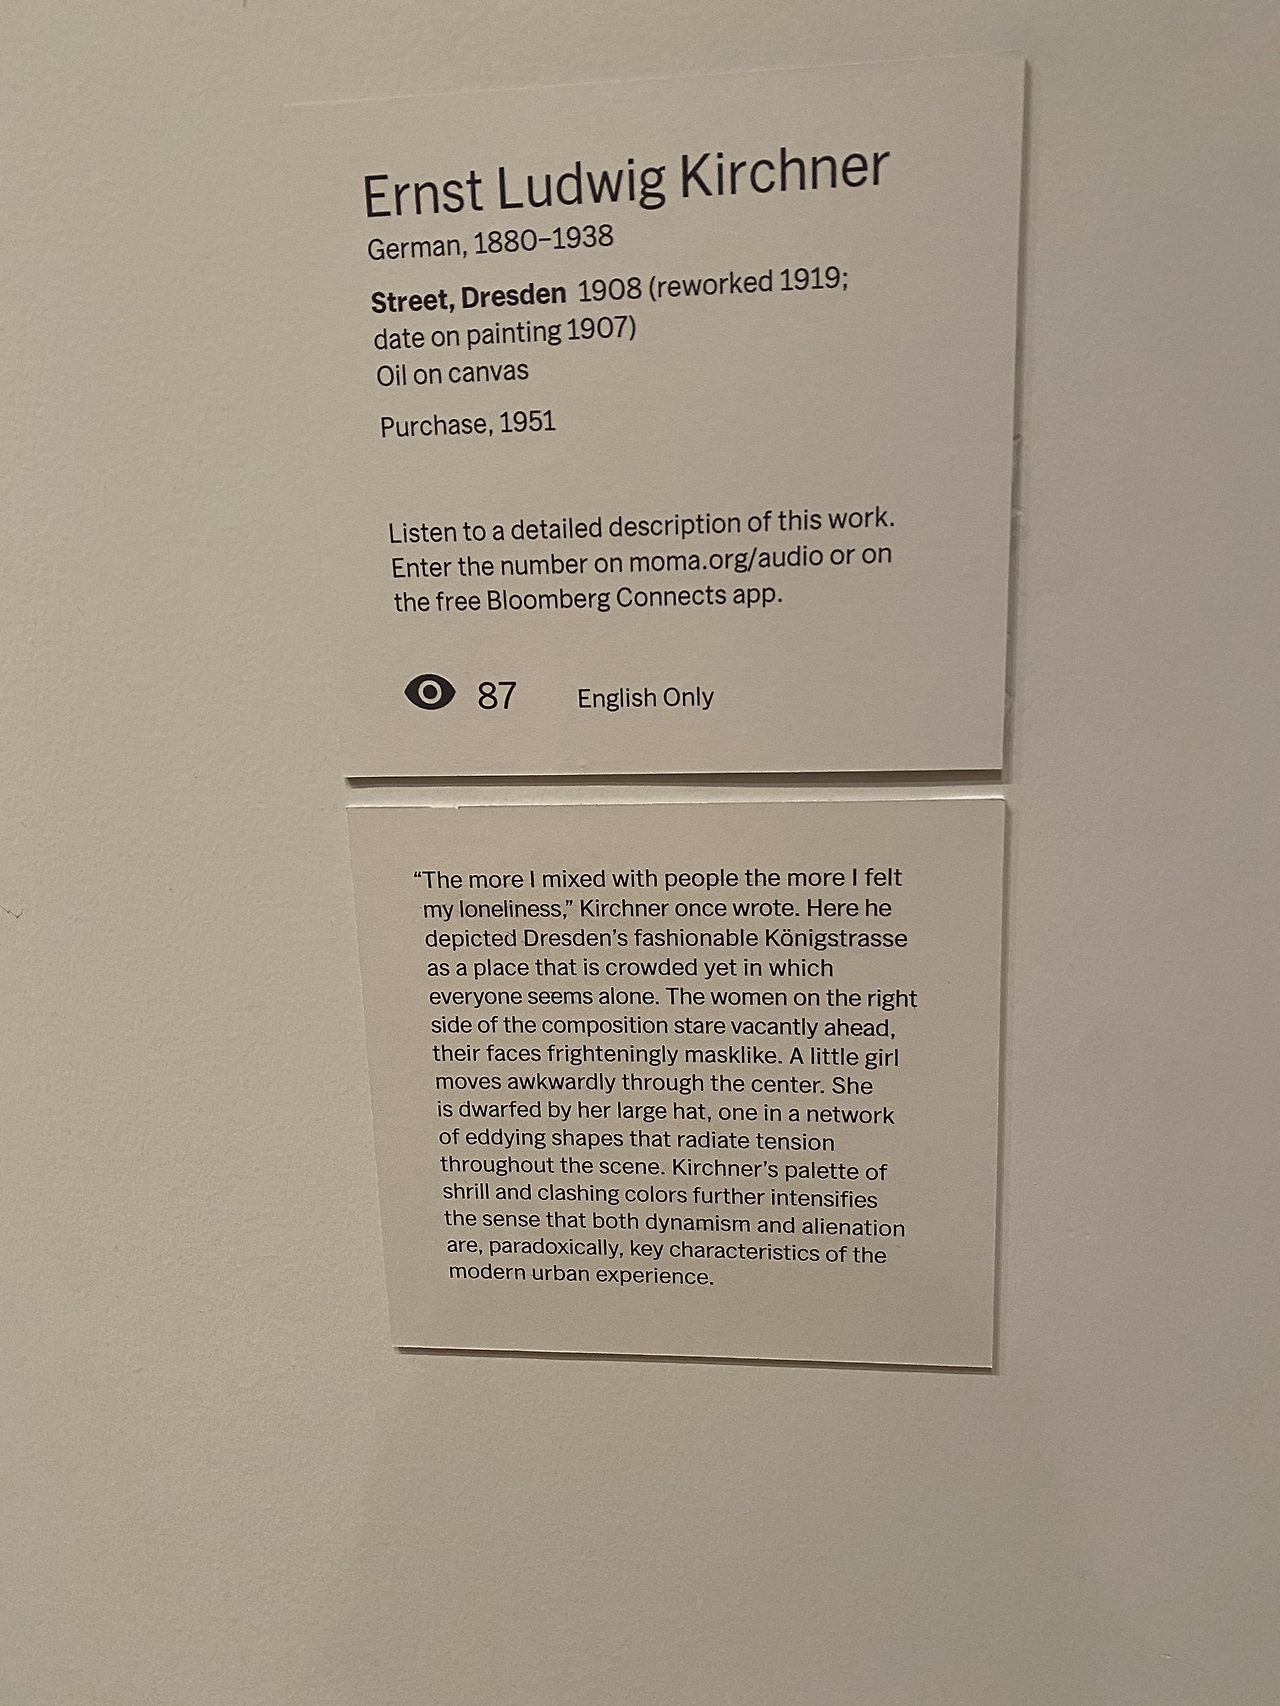 Ernst Ludwig Kirchner
German, 1880–1938
Street, Dresden 1908 (reworked 1919;
date on painting 1907)
Oil on canvas
Purchase, 1951
Listen to a detailed description of this work.
Enter the number on moma.org/audio or on
the free Bloomberg Connects app.
87 English Only
“The more I mixed with people the more I felt
my loneliness,” Kirchner once wrote. Here he
depicted Dresden’s fashionable Königstrasse
as a place that is crowded yet in which
everyone seems alone. The women on the right
side of the composition stare vacantly ahead,
their faces frighteningly masklike. A little girl
moves awkwardly through the center. She
is dwarfed by her large hat, one in a network
of eddying shapes that radiate tension
throughout the scene. Kirchner’s palette of
shrill and clashing colors further intensifies
the sense that both dynamism and alienation
are, paradoxically, key characteristics of the
modern urban experience.